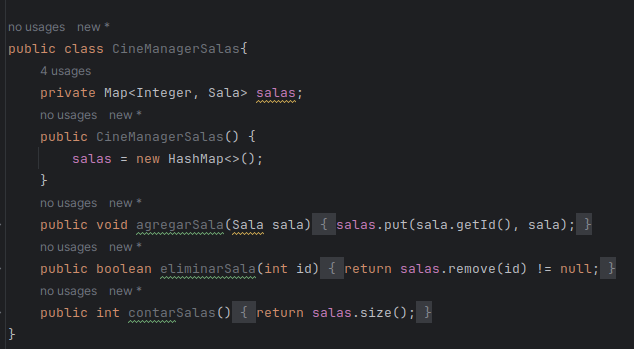 no usages   new *
public class CineManagerSalas{
4 usages
private Map<Integer, Sala> salas;
no usages   new *
public CineManagerSalas() {
salas = new HashMap<>();
}
no usages   new *
public void agregarSala(Sala sala) { salas.put(sala.getId(), sala); }
no usages   new *
public boolean eliminarSala(int id) { return salas.remove(id) != null; }
no usages   new *
public int contarSalas() { return salas.size(); }
}